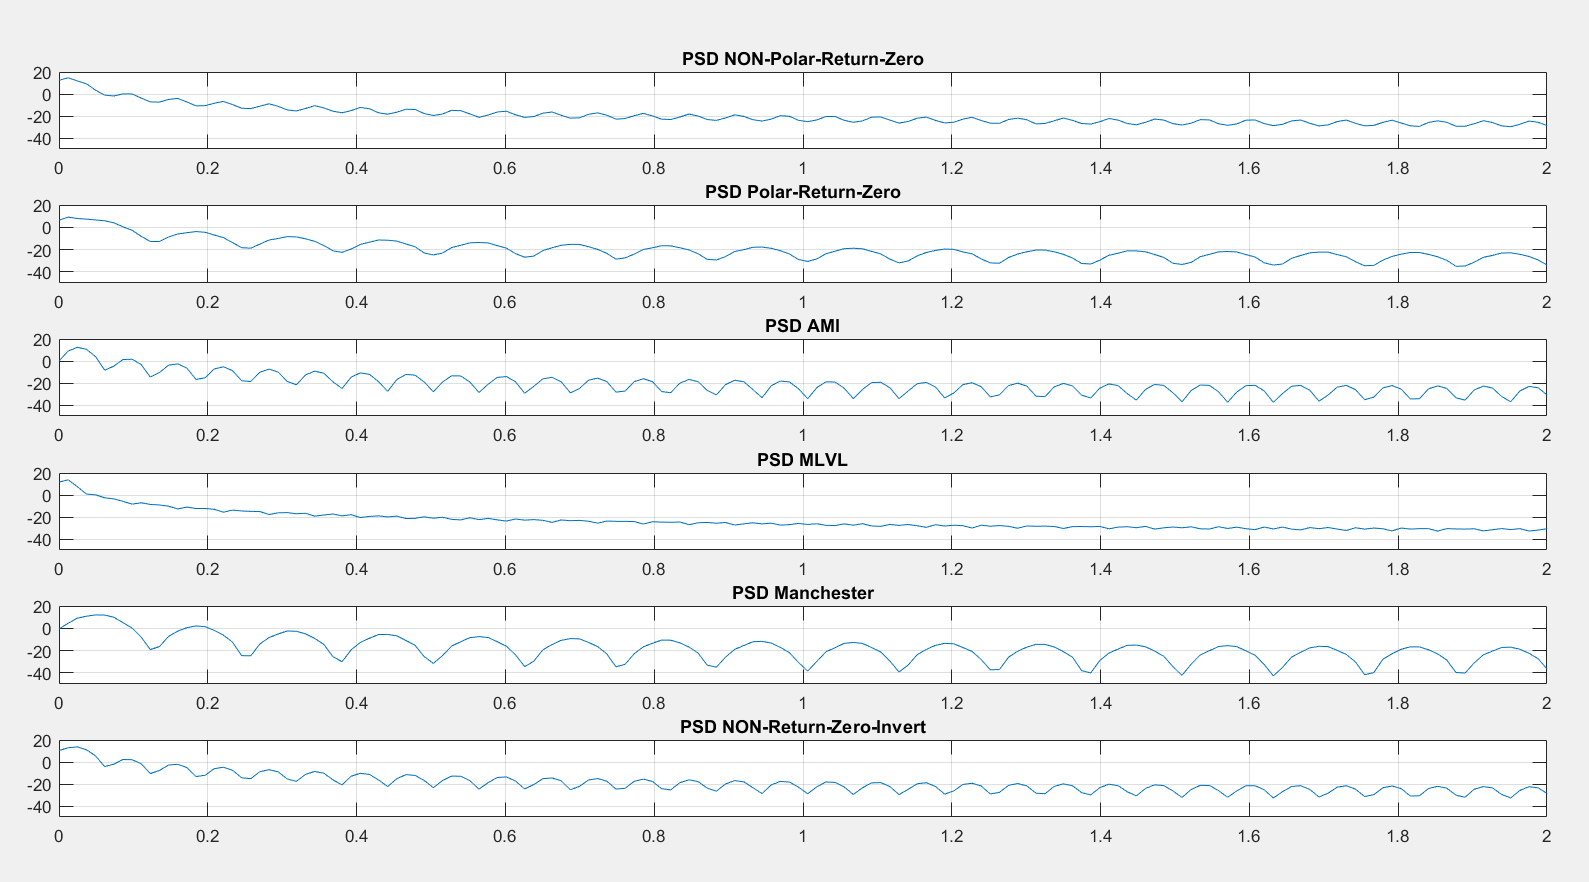 PSD NON-Polar-Return-Zero
20
0
-20
-40
0 0.2 0.4 0.6 0.8 1 1.2 1.4 1.6 1.8 2
PSD Polar-Return-Zero
20
0
-20
-40
0 0.2 0.4 0.6 0.8 1 1.2 1.4 1.6 1.8 2
PSD AMI
20
0
-20
-40
0 0.2 0.4 0.6 0.8 1 1.2 1.4 1.6 1.8 2
PSD MLVL
20
0
-20
-40
0 0.2 0.4 0.6 0.8 1 1.2 1.4 1.6 1.8 2
PSD Manchester
20
0
-20
-40
0 0.2 0.4 0.6 0.8 1 1.2 1.4 1.6 1.8 2
PSD NON-Return-Zero-Invert
20
0
-20
-40
0 0.2 0.4 0.6 0.8 1 1.2 1.4 1.6 1.8 2